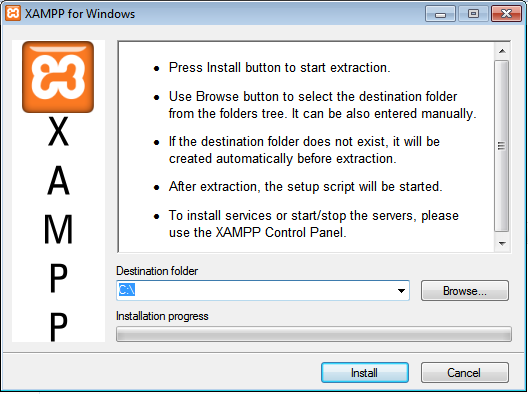 XAMPP for Windows
X
A
M
P
P
• Press Install button to start extraction.
• Use Browse button to select the destination folder
from the folders tree. It can be also entered manually.
• If the destination folder does not exist, it will be
created automatically before extraction.
• After extraction, the setup script will be started.
• To install services or start/stop the servers, please
use the XAMPP Control Panel.
Destination folder
C:\
Browse...
Installation progress
Install
Cancel